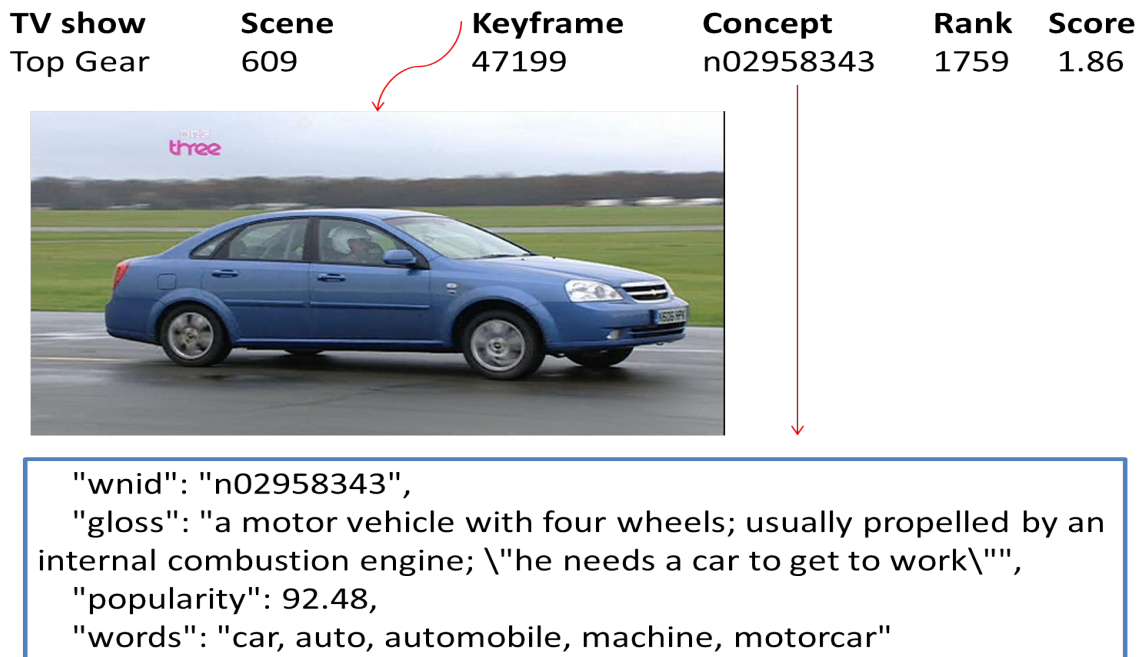 TV show Scene Keyframe Concept Rank Score
Top Gear 609 47199 n02958343 1759 1.86
three
"wnid": "n02958343",
"gloss": "a motor vehicle with four wheels; usually propelled by an
internal combustion engine; \"he needs a car to get to work\"",
"popularity": 92.48,
"words": "car, auto, automobile, machine, motorcar"